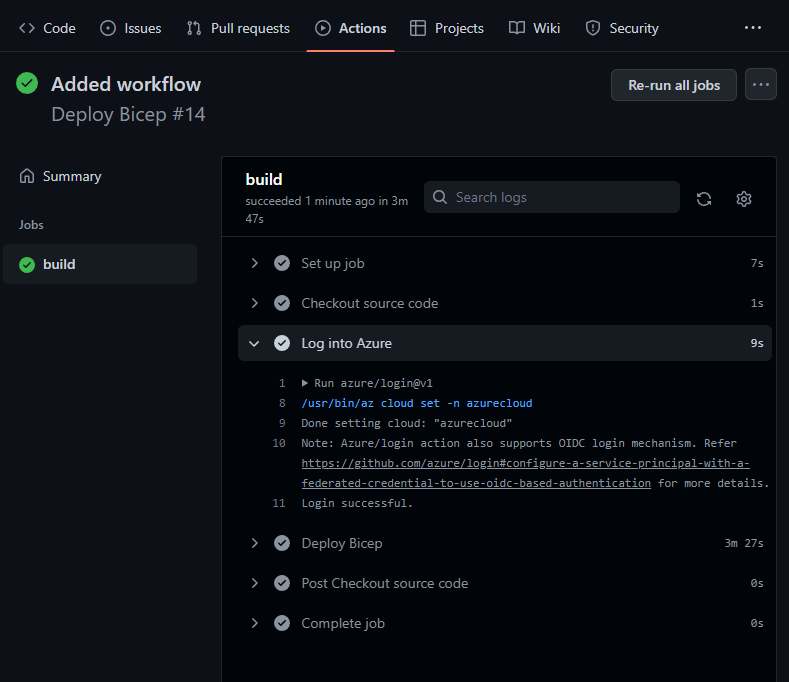 Code Issues Pull requests Actions Projects Wiki Security
Added workflow
Re-run all jobs
Deploy Bicep #14
Summary
Jobs
build
build
succeeded 1 minute ago in 3m
47s
Search logs
Set up job 7s
Checkout source code 1s
Log into Azure 9s
1 Run azure/login@v1
8 /usr/bin/az cloud set -n azurecloud
9 Done setting cloud: "azurecloud"
10 Note: Azure/login action also supports OIDC login mechanism. Refer
https://github.com/azure/login#configure-a-service-principal-with-a-
federated-credential-to-use-oidc-based-authentication for more details.
11 Login successful.
Deploy Bicep 3m 27s
Post Checkout source code 0s
Complete job 0s